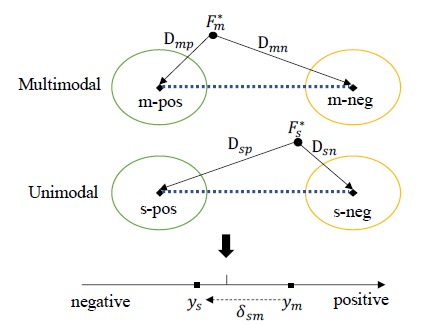 F*m
Dmp
Dmn
Multimodal
m-pos
m-neg
F*s
Dsp
Dsn
Unimodal
s-pos
s-neg
negative
ys
δsm
ym
positive